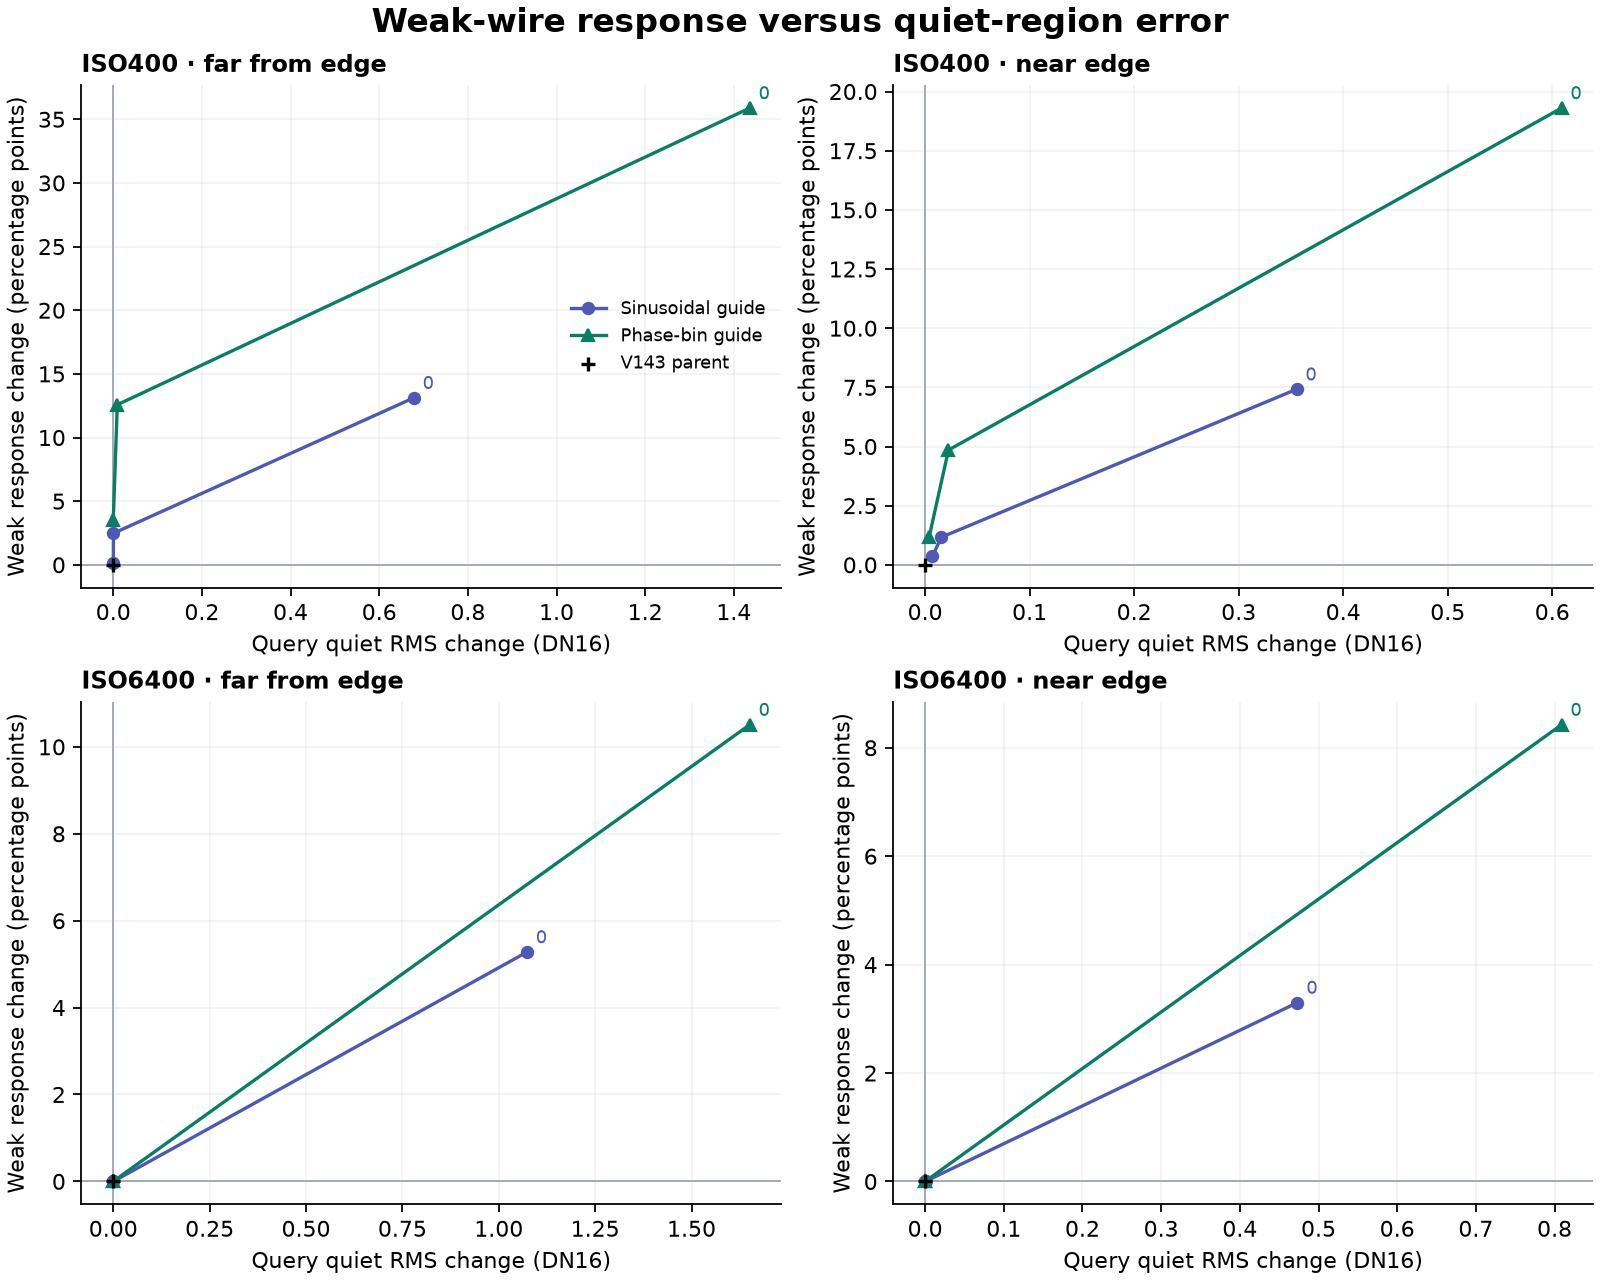 Weak-wire response versus quiet-region error
ISO400 · far from edge
Weak response change (percentage points)
35
30
25
20
15
10
5
0
0
0
Sinusoidal guide
Phase-bin guide
V143 parent
0.0 0.2 0.4 0.6 0.8 1.0 1.2 1.4
Query quiet RMS change (DN16)
ISO400 · near edge
Weak response change (percentage points)
20.0
17.5
15.0
12.5
10.0
7.5
5.0
2.5
0.0
0
0
0.0 0.1 0.2 0.3 0.4 0.5 0.6
Query quiet RMS change (DN16)
ISO6400 · far from edge
Weak response change (percentage points)
10
8
6
4
2
0
0
0
0.00 0.25 0.50 0.75 1.00 1.25 1.50
Query quiet RMS change (DN16)
ISO6400 · near edge
Weak response change (percentage points)
8
6
4
2
0
0
0
0.0 0.1 0.2 0.3 0.4 0.5 0.6 0.7 0.8
Query quiet RMS change (DN16)